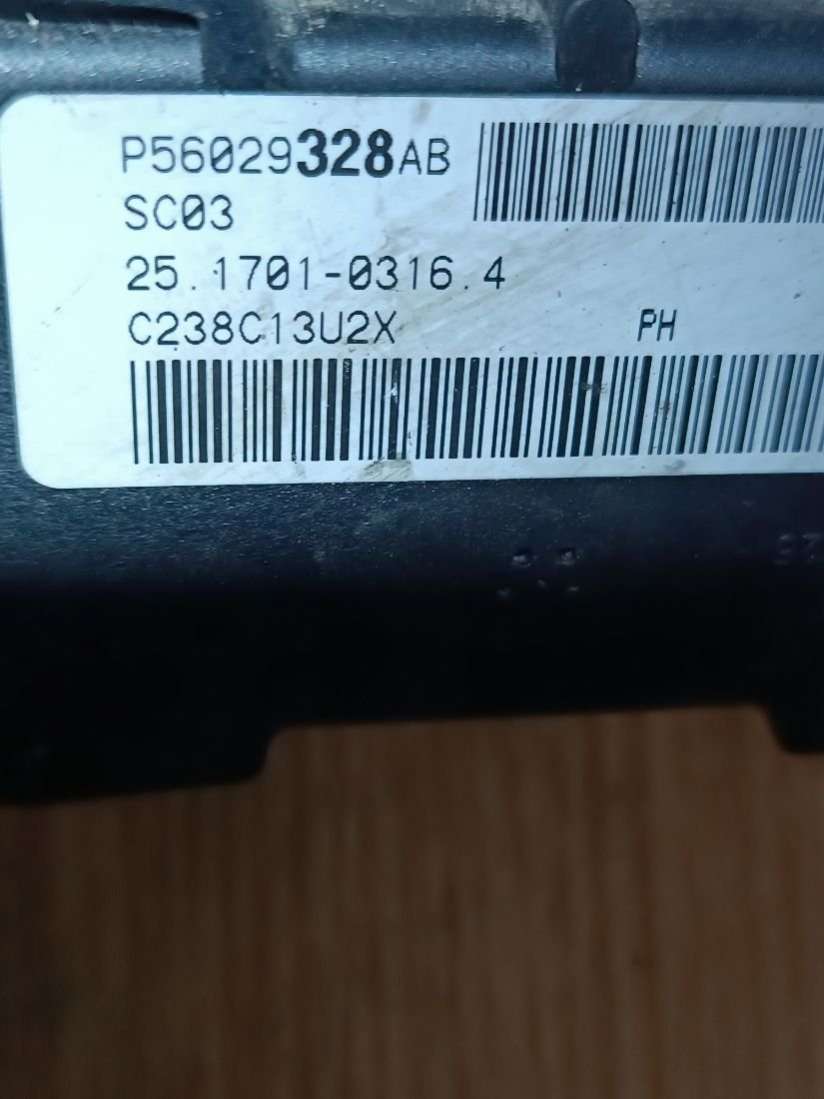 P56029328AB
SC03
25.1701-0316.4
C238C13U2X PH